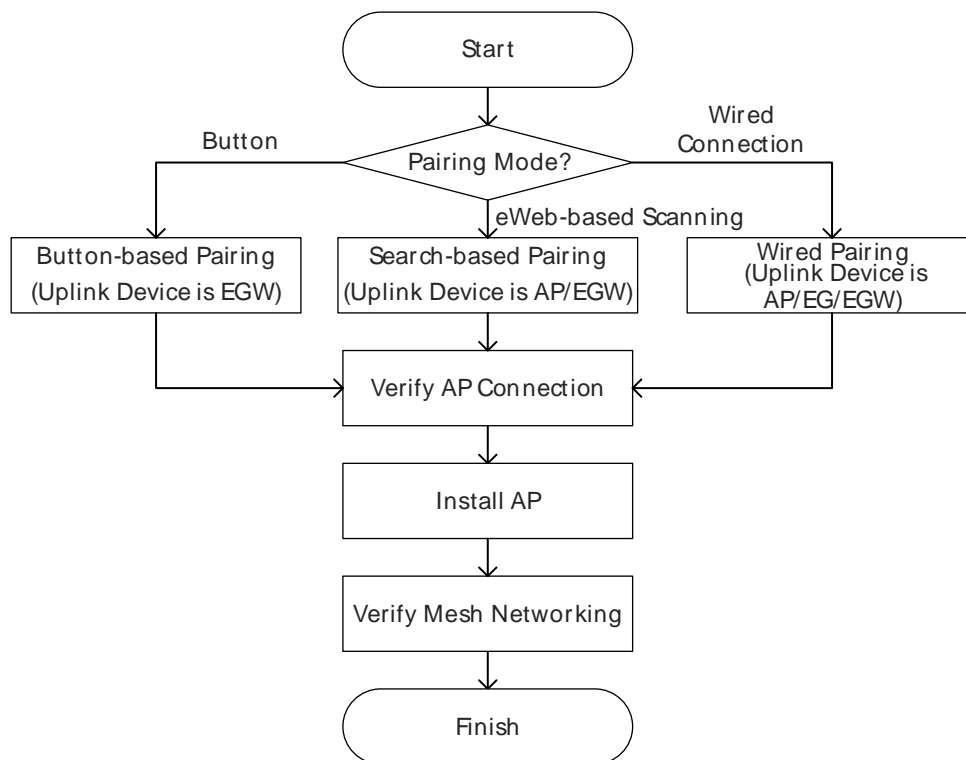 Start
Button
Wired
Connection
Pairing Mode?
eWeb-based Scanning
Button-based Pairing
(Uplink Device is EGW)
Search-based Pairing
(Uplink Device is AP/EGW)
Wired Pairing
(Uplink Device is
AP/EG/EGW)
Verify AP Connection
Install AP
Verify Mesh Networking
Finish